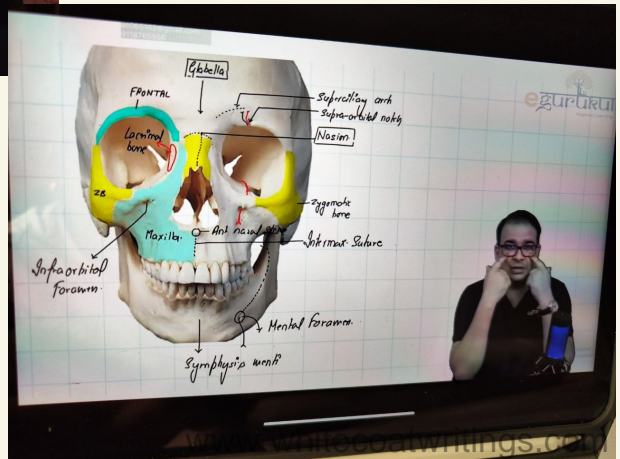 Glabella
egurukul
FRONTAL
Superciliary arch
Supra-orbital notch
Lacrimal
bone
Nasion
ZB
Zygomatic
bone
Maxilla
Ant. nasal spine
Intermax. Suture
Infraorbital
Foramen.
Mental Foramen.
Symphysis menti
www.whitecoatwritings.com